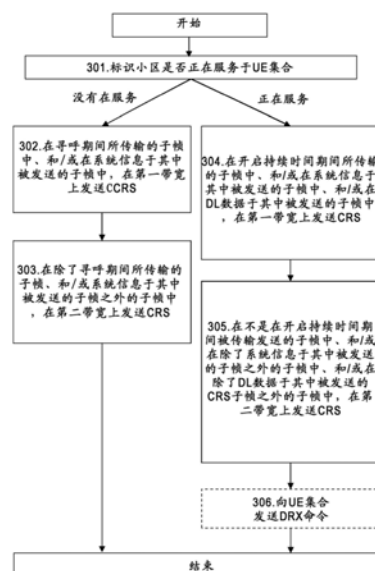 开始
301.标识小区是否正在服务于UE集合
没有在服务
正在服务
302.在寻呼期间所传输的子帧
中、和/或在系统信息于其中
被发送的子帧中，在第一带宽
上发送CCRS
303.在除了寻呼期间所传输的
子帧、和/或在系统信息于其中
被发送的子帧之外的子帧中
，在第二带宽上发送CRS
304.在开启持续时间期间所传输
的子帧中、和/或在系统信息于
其中被发送的子帧中、和/或在
DL数据于其中被发送的子帧中
，在第一带宽上发送CRS
305.在不是在开启持续时间期
间被传输发送的子帧中、和/或
在除了系统信息于其中被发送
的子帧之外的子帧中、和/或在
除了DL数据于其中被发送的
CRS子帧之外的子帧中，在第
二带宽上发送CRS
306.向UE集合
发送DRX命令
结束